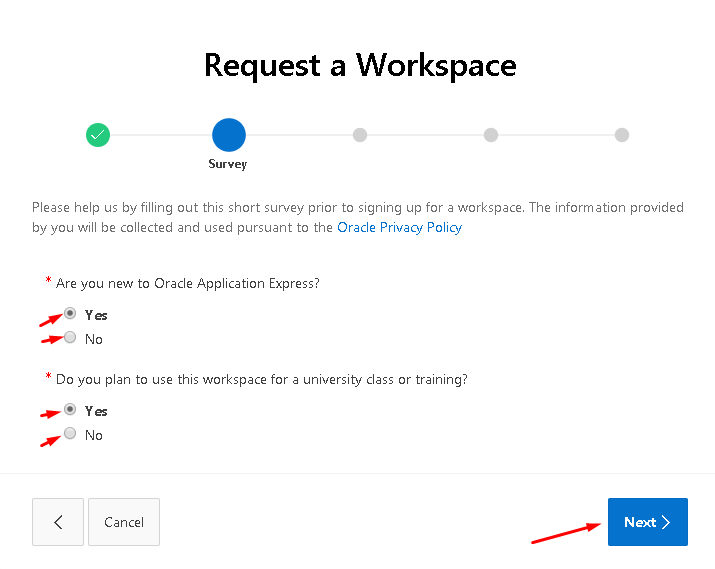 Request a Workspace
Survey
Please help us by filling out this short survey prior to signing up for a workspace. The information provided
by you will be collected and used pursuant to the Oracle Privacy Policy
* Are you new to Oracle Application Express?
Yes
No
* Do you plan to use this workspace for a university class or training?
Yes
No
Cancel
Next